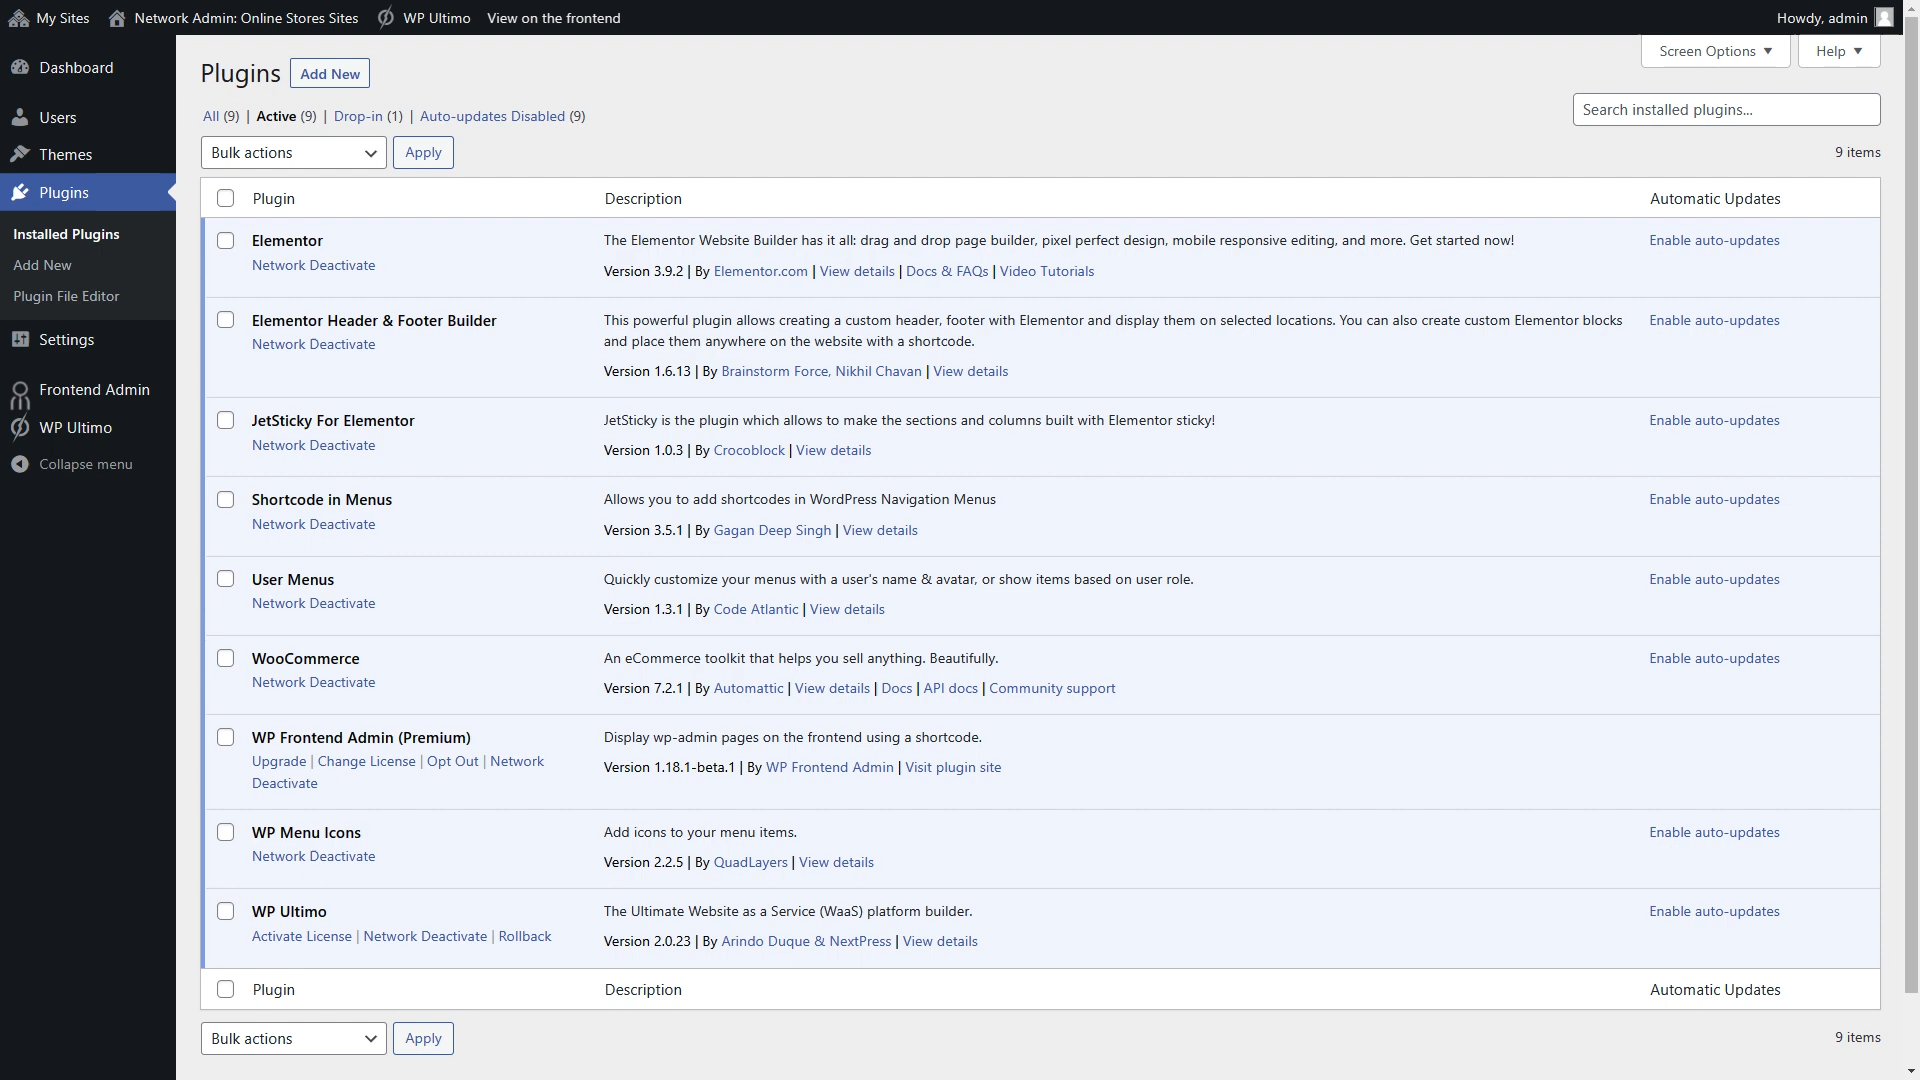 My Sites Network Admin: Online Stores Sites WP Ultimo View on the frontend Howdy, admin
Dashboard
Users
Themes
Plugins
Installed Plugins
Add New
Plugin File Editor
Settings
Frontend Admin
WP Ultimo
Collapse menu
Screen Options ▼ Help ▼
Plugins Add New
All (9) | Active (9) | Drop-in (1) | Auto-updates Disabled (9)
Search installed plugins...
Bulk actions Apply 9 items
Plugin Description Automatic Updates
Elementor The Elementor Website Builder has it all: drag and drop page builder, pixel perfect design, mobile responsive editing, and more. Get started now! Enable auto-updates
Network Deactivate Version 3.9.2 | By Elementor.com | View details | Docs & FAQs | Video Tutorials
Elementor Header & Footer Builder This powerful plugin allows creating a custom header, footer with Elementor and display them on selected locations. You can also create custom Elementor blocks Enable auto-updates
Network Deactivate and place them anywhere on the website with a shortcode.
Version 1.6.13 | By Brainstorm Force, Nikhil Chavan | View details
JetSticky For Elementor JetSticky is the plugin which allows to make the sections and columns built with Elementor sticky! Enable auto-updates
Network Deactivate Version 1.0.3 | By Crocoblock | View details
Shortcode in Menus Allows you to add shortcodes in WordPress Navigation Menus Enable auto-updates
Network Deactivate Version 3.5.1 | By Gagan Deep Singh | View details
User Menus Quickly customize your menus with a user's name & avatar, or show items based on user role. Enable auto-updates
Network Deactivate Version 1.3.1 | By Code Atlantic | View details
WooCommerce An eCommerce toolkit that helps you sell anything. Beautifully. Enable auto-updates
Network Deactivate Version 7.2.1 | By Automattic | View details | Docs | API docs | Community support
WP Frontend Admin (Premium) Display wp-admin pages on the frontend using a shortcode.
Upgrade | Change License | Opt Out | Network Version 1.18.1-beta.1 | By WP Frontend Admin | Visit plugin site
Deactivate
WP Menu Icons Add icons to your menu items. Enable auto-updates
Network Deactivate Version 2.2.5 | By QuadLayers | View details
WP Ultimo The Ultimate Website as a Service (WaaS) platform builder. Enable auto-updates
Activate License | Network Deactivate | Rollback Version 2.0.23 | By Arindo Duque & NextPress | View details
Plugin Description Automatic Updates
Bulk actions Apply 9 items